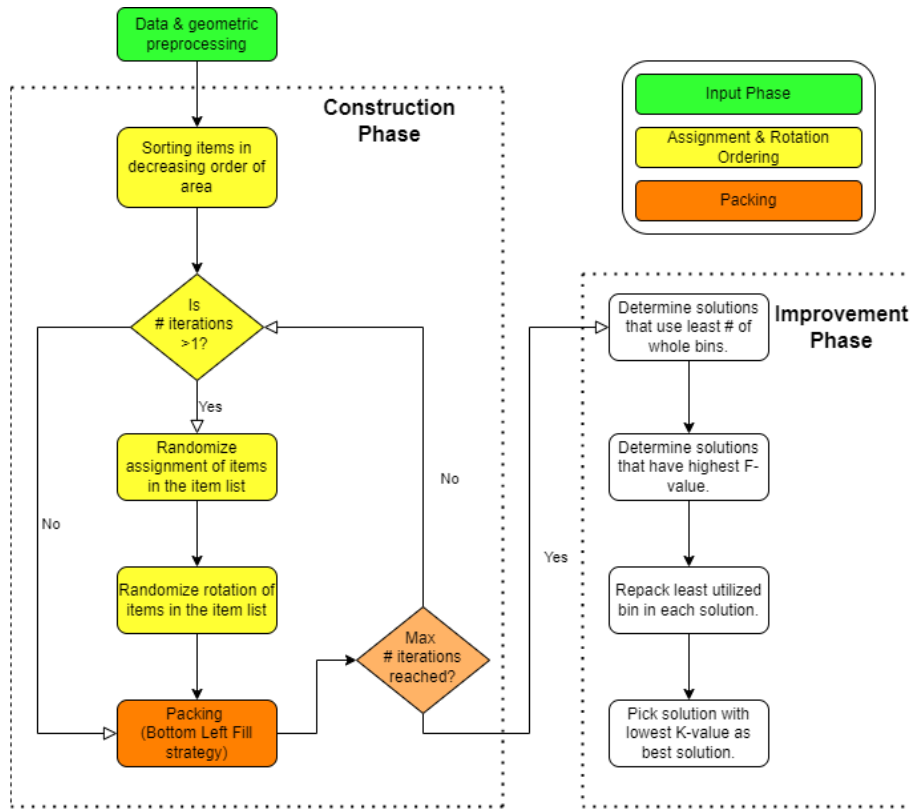 Data & geometric
preprocessing
Construction
Phase
Sorting items in
decreasing order of
area
Is
# iterations
>1?
Yes
No
Randomize
assignment of items
in the item list
Randomize rotation of
items in the item list
Packing
(Bottom Left Fill
strategy)
Max
# iterations
reached?
No
Yes
Input Phase
Assignment & Rotation
Ordering
Packing
Improvement
Phase
Determine solutions
that use least # of
whole bins.
Determine solutions
that have highest F-
value.
Repack least utilized
bin in each solution.
Pick solution with
lowest K-value as
best solution.